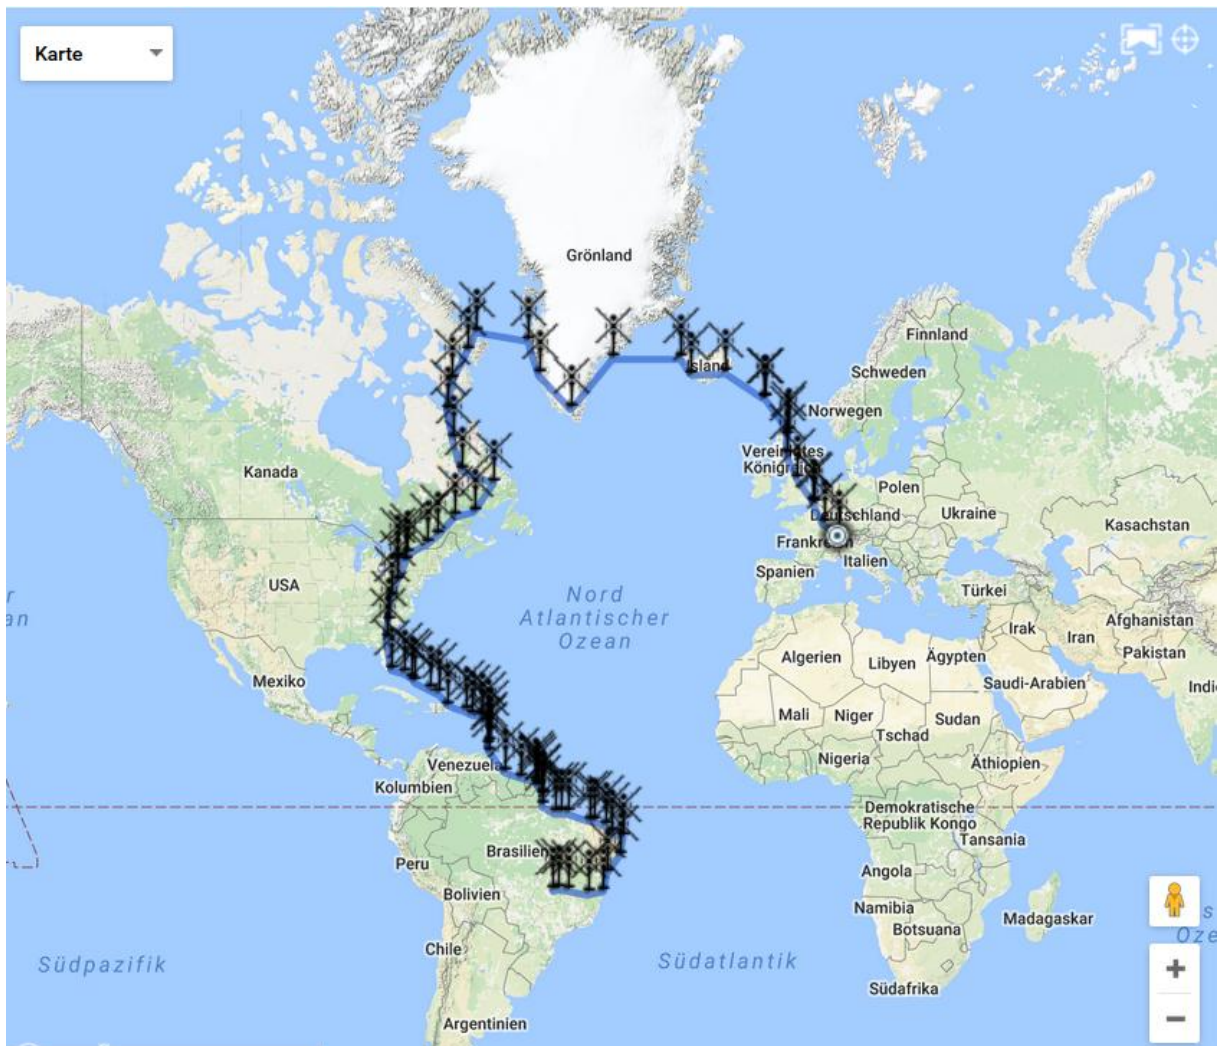 Karte
Grönland
Finnland
Island
Schweden
Norwegen
Vereinigtes
Königreich
Kanada
Polen
Deutschland
Ukraine
Kasachstan
Frankreich
Italien
USA
Spanien
Türkei
Nord
Atlantischer
Ozean
Afghanistan
Irak
Iran
Pakistan
Algerien
Libyen
Ägypten
Mexiko
Saudi-Arabien
Mali
Niger
Sudan
Tschad
Nigeria
Äthiopien
Venezuela
Kolumbien
Demokratische
Republik Kongo
Tansania
Brasilien
Peru
Angola
Bolivien
Namibia
Botsuana
Madagaskar
Chile
Südpazifik
Südatlantik
Südafrika
Argentinien